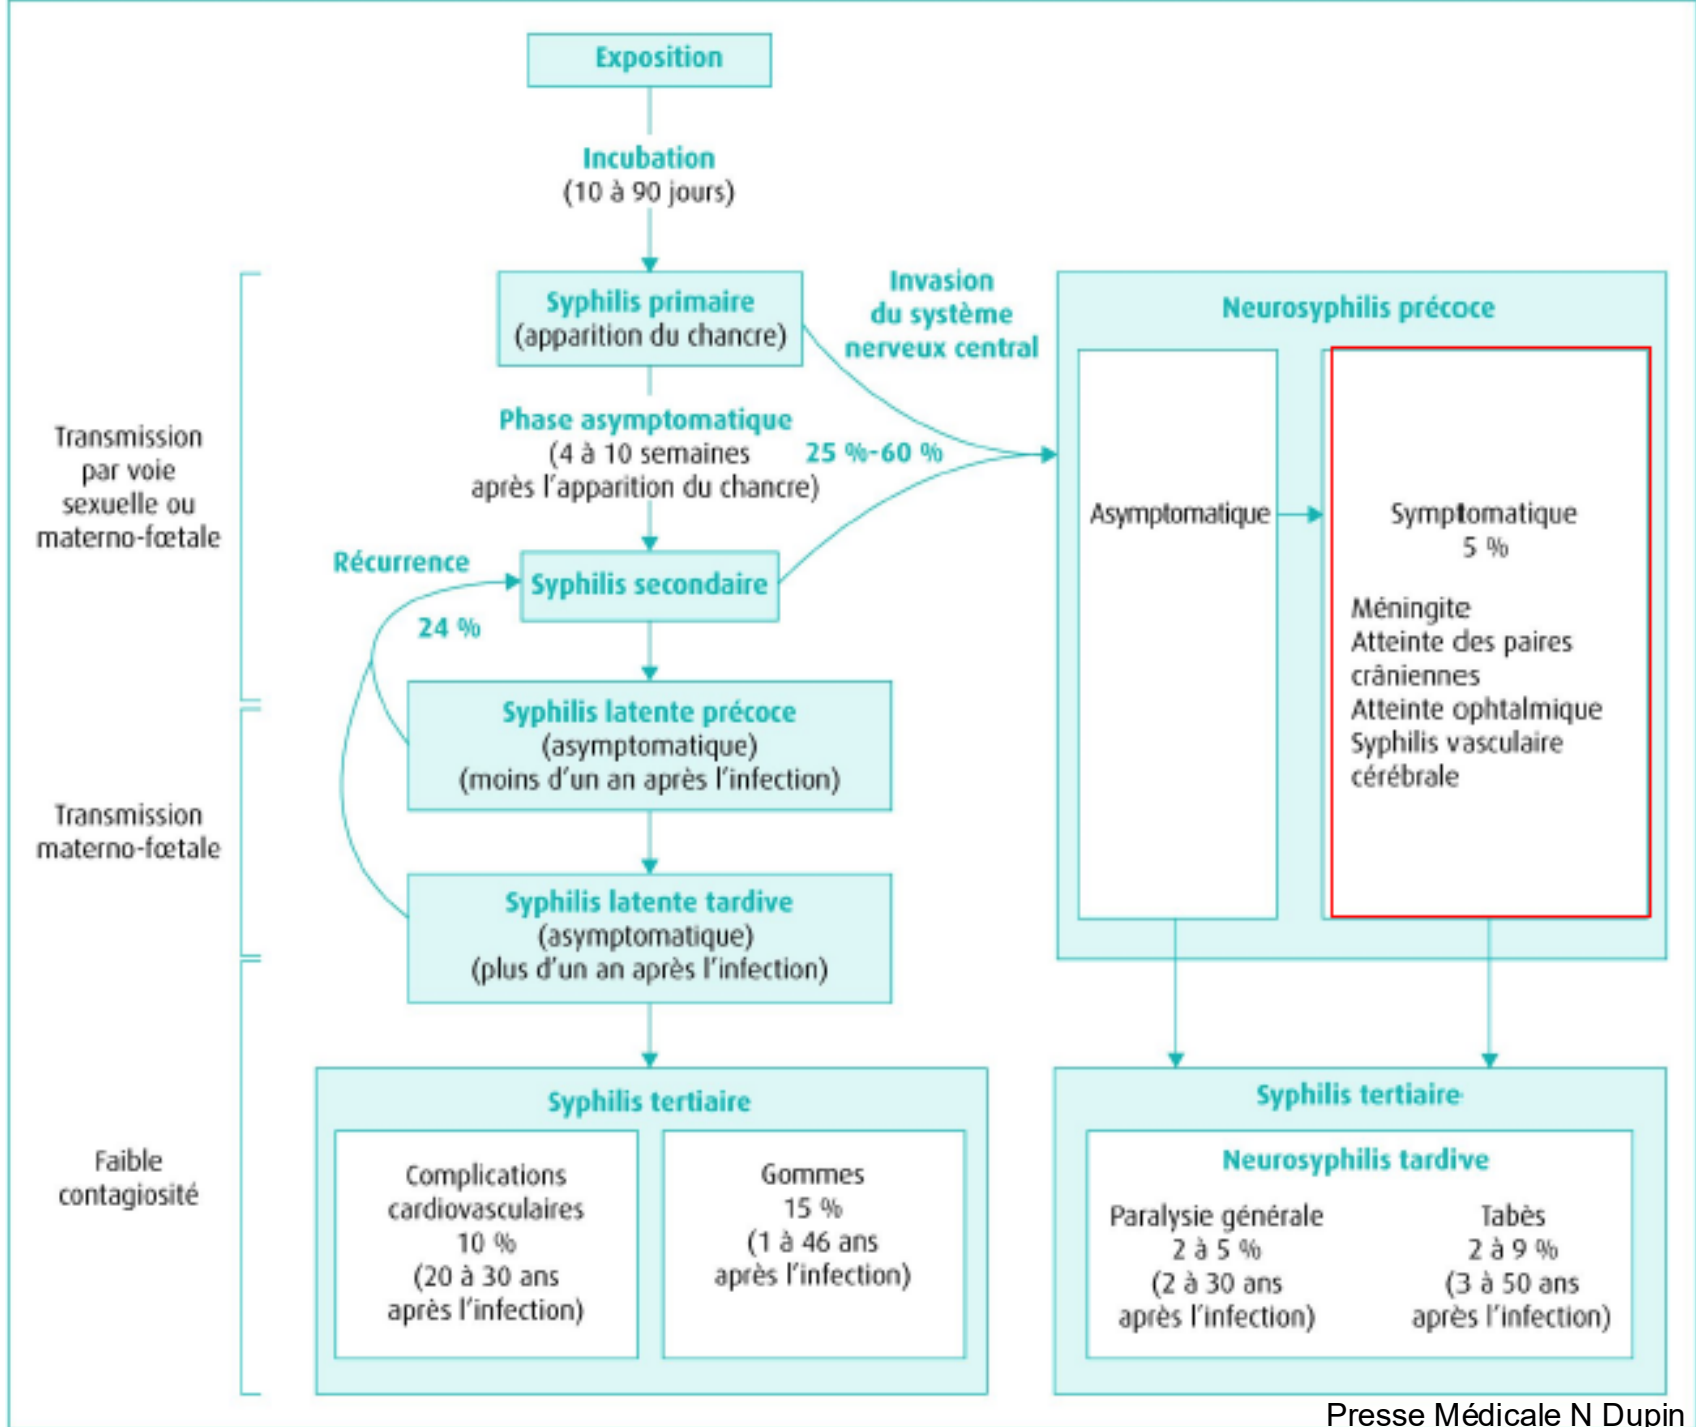 Exposition
Incubation
(10 à 90 jours)
Syphilis primaire
(apparition du chancre)
Invasion
du système
nerveux central
Phase asymptomatique
(4 à 10 semaines
après l'apparition du chancre)
25 %-60 %
Récurrence
24 %
Syphilis secondaire
Syphilis latente précoce
(asymptomatique)
(moins d'un an après l'infection)
Syphilis latente tardive
(asymptomatique)
(plus d'un an après l'infection)
Transmission
par voie
sexuelle ou
materno-fœtale
Transmission
materno-fœtale
Faible
contagiosité
Neurosyphilis précoce
Asymptomatique
Symptomatique
5 %
Méningite
Atteinte des paires
crâniennes
Atteinte ophtalmique
Syphilis vasculaire
cérébrale
Syphilis tertiaire
Complications
cardiovasculaires
10 %
(20 à 30 ans
après l'infection)
Gommes
15 %
(1 à 46 ans
après l'infection)
Syphilis tertiaire
Neurosyphilis tardive
Paralysie générale
2 à 5 %
(2 à 30 ans
après l'infection)
Tabès
2 à 9 %
(3 à 50 ans
après l'infection)
Presse Médicale N Dupin